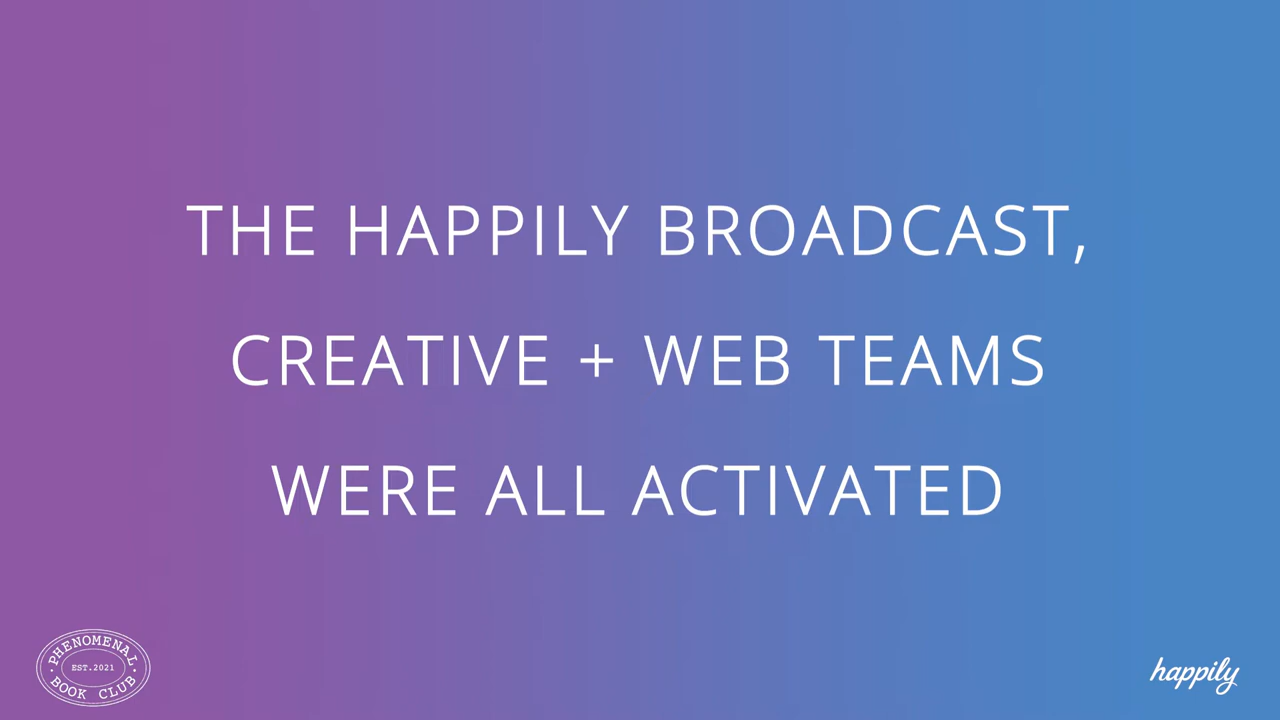 THE HAPPILY BROADCAST,
CREATIVE + WEB TEAMS
WERE ALL ACTIVATED
PHENOMENAL
EST.2021
BOOK CLUB
happily